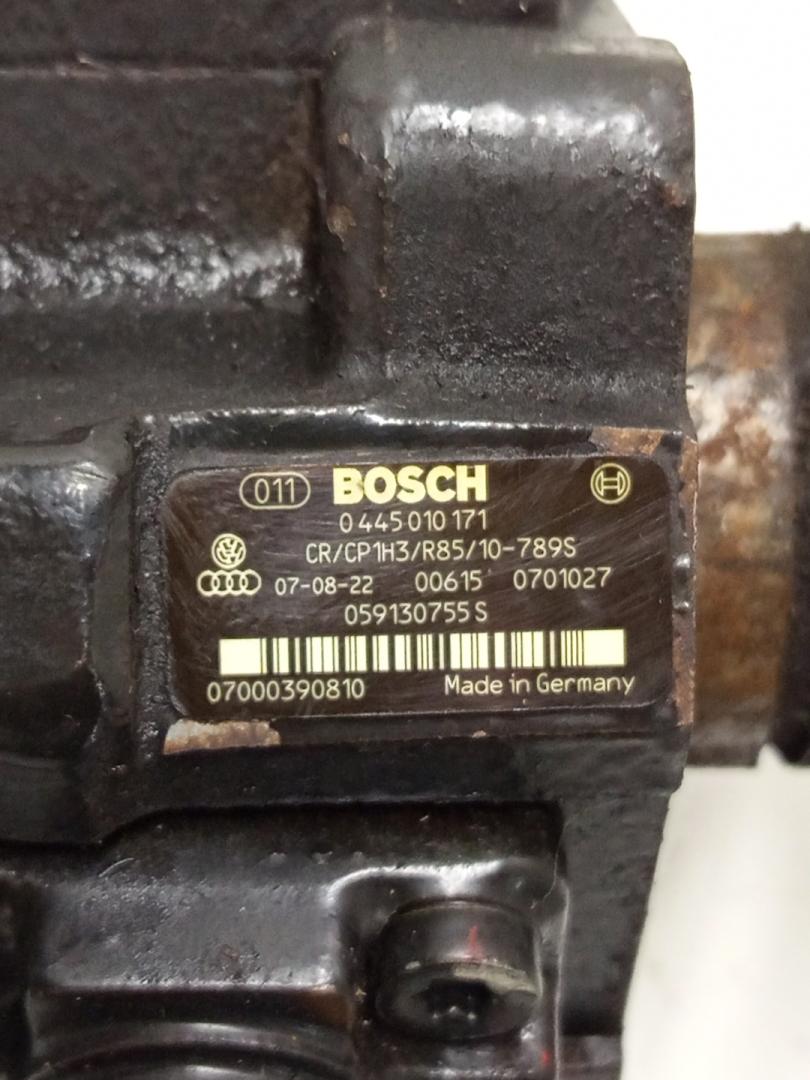 011 BOSCH
0 445 010 171
CR/CP1H3/R85/10-789S
07-08-22 00615 0701027
059130755 S
07000390810 Made in Germany